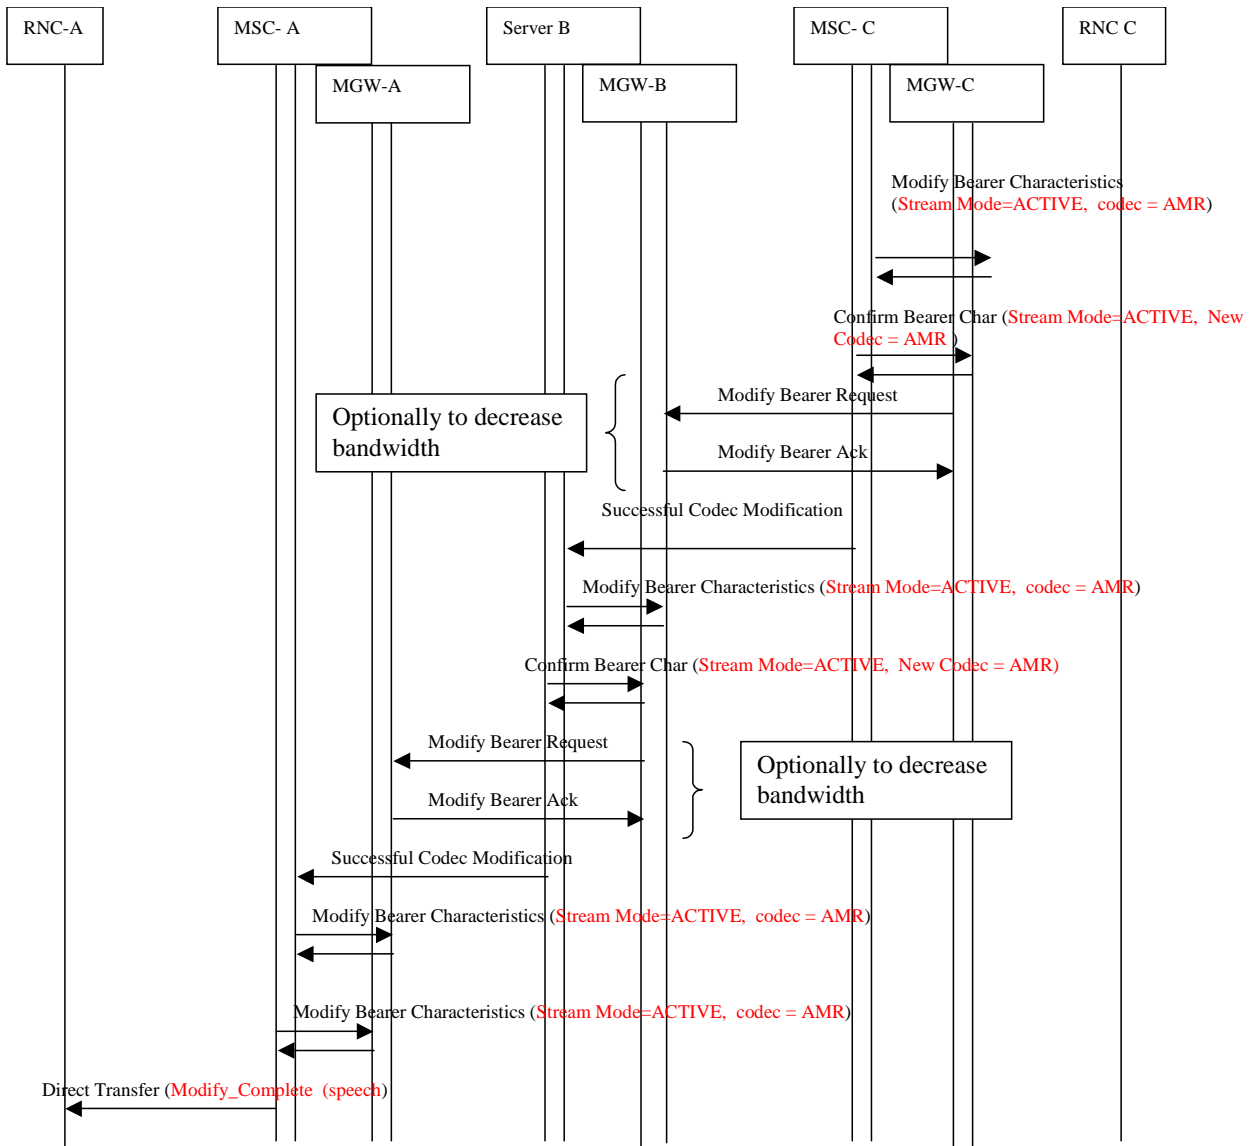 RNC-A
MSC- A
Server B
MSC- C
RNC C
MGW-A
MGW-B
MGW-C
Modify Bearer Characteristics
(Stream Mode=ACTIVE, codec = AMR)
Confirm Bearer Char (Stream Mode=ACTIVE, New
Codec = AMR )
Modify Bearer Request
Optionally to decrease
bandwidth
Modify Bearer Ack
Successful Codec Modification
Modify Bearer Characteristics (Stream Mode=ACTIVE, codec = AMR)
Confirm Bearer Char (Stream Mode=ACTIVE, New Codec = AMR)
Modify Bearer Request
Optionally to decrease
bandwidth
Modify Bearer Ack
Successful Codec Modification
Modify Bearer Characteristics (Stream Mode=ACTIVE, codec = AMR)
Modify Bearer Characteristics (Stream Mode=ACTIVE, codec = AMR)
Direct Transfer (Modify_Complete (speech)